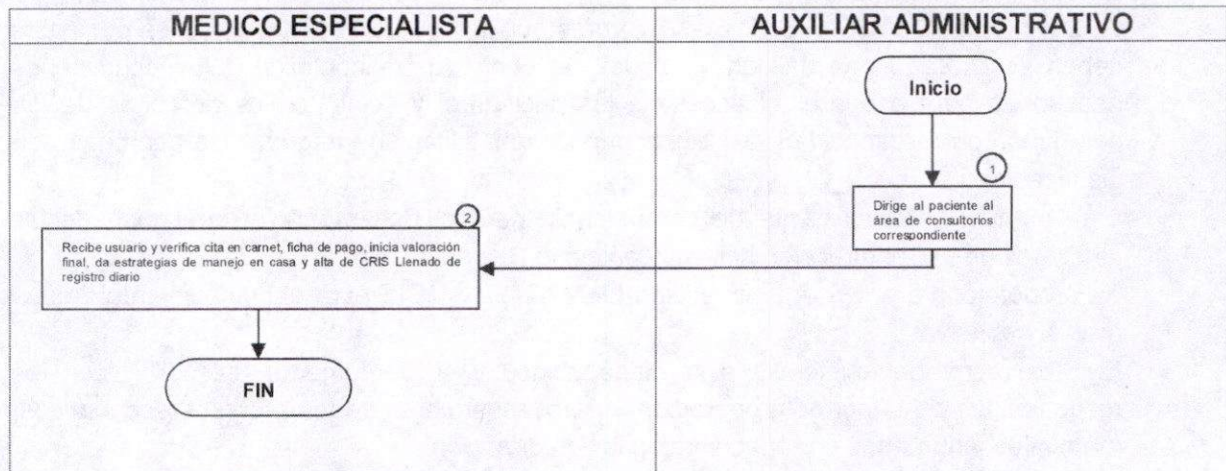 MEDICO ESPECIALISTA
AUXILIAR ADMINISTRATIVO
Inicio
1
Dirige al paciente al
área de consultorios
correspondiente
2
Recibe usuario y verifica cita en carnet, ficha de pago, inicia valoración
final, da estrategias de manejo en casa y alta de CRIS Llenado de
registro diario
FIN